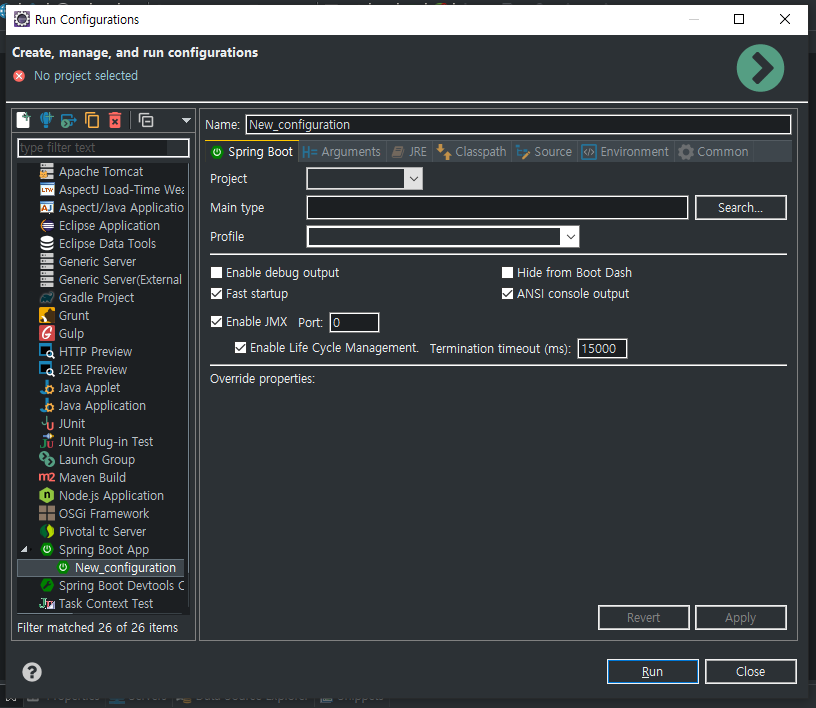 Run Configurations
Create, manage, and run configurations
No project selected
type filter text
Apache Tomcat
AspectJ Load-Time Wea
AspectJ/Java Applicatio
Eclipse Application
Eclipse Data Tools
Generic Server
Generic Server(External
Gradle Project
Grunt
Gulp
HTTP Preview
J2EE Preview
Java Applet
Java Application
JUnit
JUnit Plug-in Test
Launch Group
Maven Build
Node.js Application
OSGi Framework
Pivotal tc Server
Spring Boot App
New_configuration
Spring Boot Devtools C
Task Context Test
Filter matched 26 of 26 items
Name: New_configuration
Spring Boot Arguments JRE Classpath Source Environment Common
Project
Main type Search...
Profile
Enable debug output Hide from Boot Dash
Fast startup ANSI console output
Enable JMX Port: 0
Enable Life Cycle Management. Termination timeout (ms): 15000
Override properties:
Revert Apply
Run Close